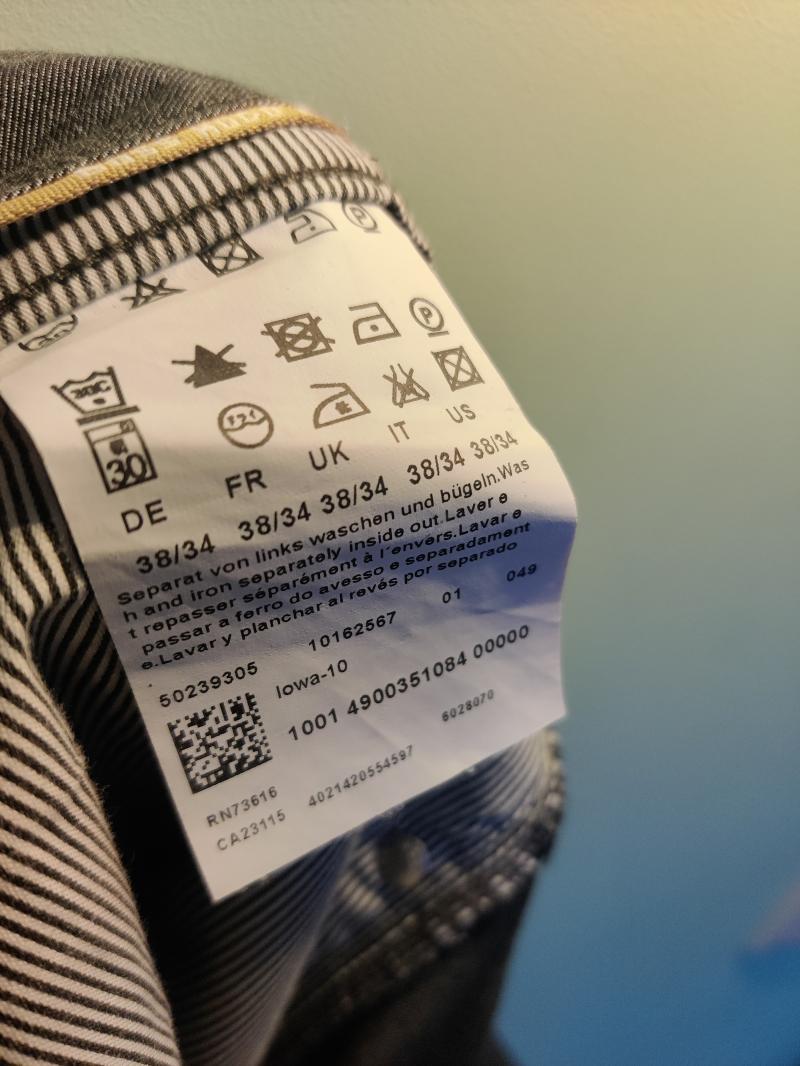 30
DE FR UK IT US
38/34 38/34 38/34 38/34 38/34
Separat von links waschen und bügeln.Was
h and iron separately inside out.Laver e
t repasser séparément à l'envers.Lavar e
passar a ferro do avesso e separadament
e.Lavar y planchar al revés por separado
50239305 10162567 01 049
Iowa-10
1001 4900351084 00000
RN73616 4021420554597 6028070
CA23115